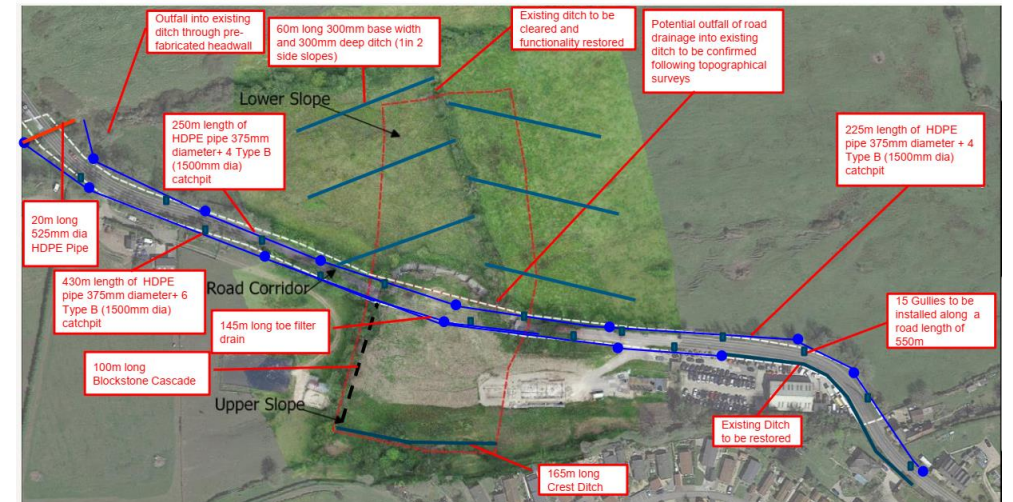 Outfall into existing
ditch through pre-
fabricated headwall
60m long 300mm base width
and 300mm deep ditch (1in 2
side slopes)
Existing ditch to be
cleared and
functionality restored
Potential outfall of road
drainage into existing
ditch to be confirmed
following topographical
surveys
Lower Slope
250m length of
HDPE pipe 375mm
diameter+ 4 Type B
(1500mm dia)
catchpit
225m length of HDPE
pipe 375mm diameter + 4
Type B (1500mm dia)
catchpit
20m long
525mm dia
HDPE Pipe
430m length of HDPE
pipe 375mm diameter+ 6
Type B (1500mm dia)
catchpit
Road Corridor
145m long toe filter
drain
15 Gullies to be
installed along a
road length of
550m
100m long
Blockstone Cascade
Upper Slope
Existing Ditch
to be restored
165m long
Crest Ditch